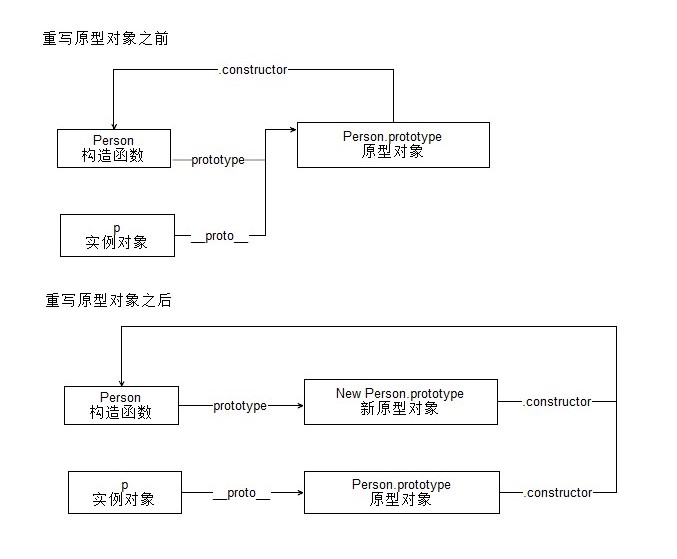 重写原型对象之前
.constructor
Person
构造函数
prototype
Person.prototype
原型对象
p
实例对象
__proto__
重写原型对象之后
Person
构造函数
prototype
New Person.prototype
新原型对象
.constructor
p
实例对象
__proto__
Person.prototype
原型对象
.constructor